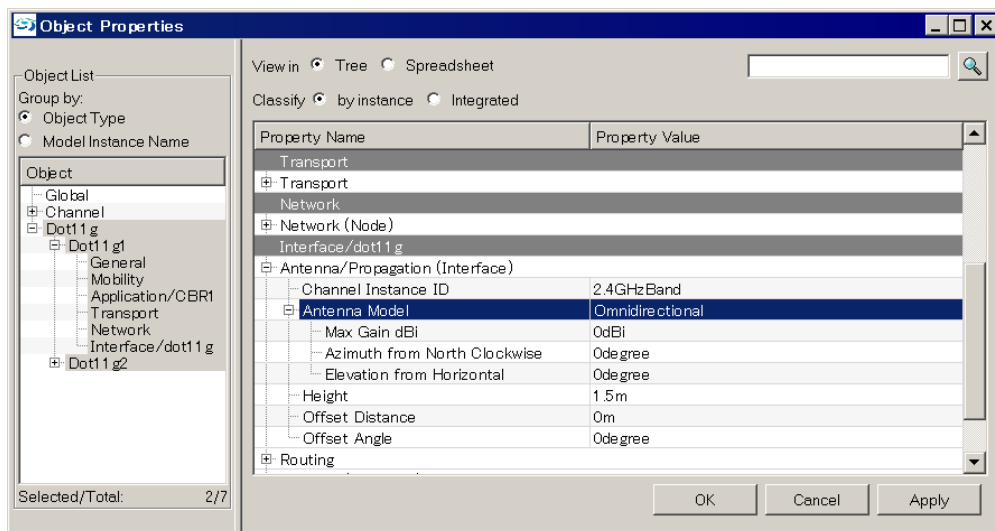 Object Properties
Object List
Group by:
Object Type
Model Instance Name
Object
Global
Channel
Dot11g
Dot11g1
General
Mobility
Application/CBR1
Transport
Network
Interface/dot11g
Dot11g2
Selected/Total: 2/7
View in Tree Spreadsheet
Classify by instance Integrated
Property Name Property Value
Transport
Transport
Network
Network (Node)
Interface/dot11g
Antenna/Propagation (Interface)
Channel Instance ID 2.4GHzBand
Antenna Model Omnidirectional
Max Gain dBi 0dBi
Azimuth from North Clockwise 0degree
Elevation from Horizontal 0degree
Height 1.5m
Offset Distance 0m
Offset Angle 0degree
Routing
OK Cancel Apply